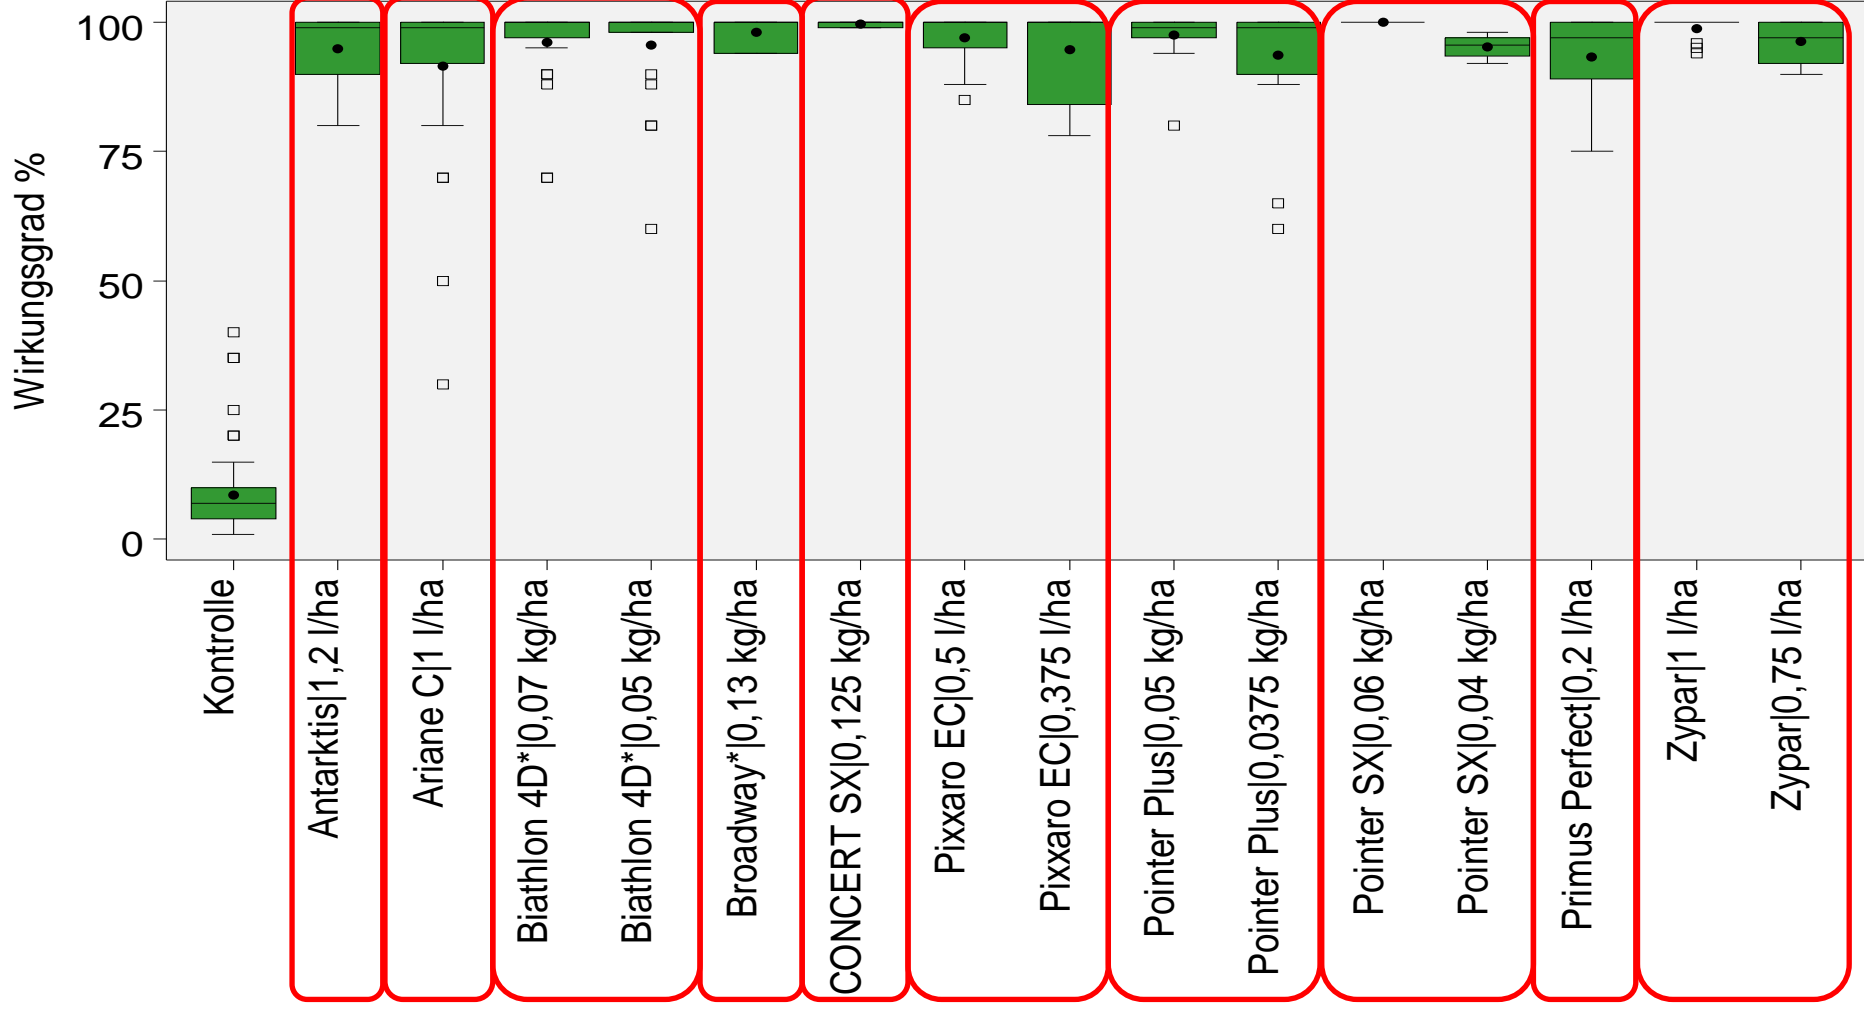 Wirkungsgrad %
100
75
50
25
0
Kontrolle
Antarktis|1,2 l/ha
Ariane C|1 l/ha
Biathlon 4D*|0,07 kg/ha
Biathlon 4D*|0,05 kg/ha
Broadway*|0,13 kg/ha
CONCERT SX|0,125 kg/ha
Pixxaro EC|0,5 l/ha
Pixxaro EC|0,375 l/ha
Pointer Plus|0,05 kg/ha
Pointer Plus|0,0375 kg/ha
Pointer SX|0,06 kg/ha
Pointer SX|0,04 kg/ha
Primus Perfect|0,2 l/ha
Zypar|1 l/ha
Zypar|0,75 l/ha